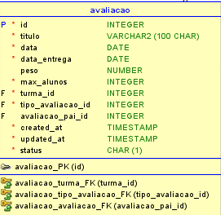 avaliacao
P * id INTEGER
* titulo VARCHAR2 (100 CHAR)
* data DATE
* data_entrega DATE
peso NUMBER
* max_alunos INTEGER
F * turma_id INTEGER
F * tipo_avaliacao_id INTEGER
F avaliacao_pai_id INTEGER
* created_at TIMESTAMP
* updated_at TIMESTAMP
* status CHAR (1)
avaliacao_PK (id)
avaliacao_turma_FK (turma_id)
avaliacao_tipo_avaliacao_FK (tipo_avaliacao_id)
avaliacao_avaliacao_FK (avaliacao_pai_id)